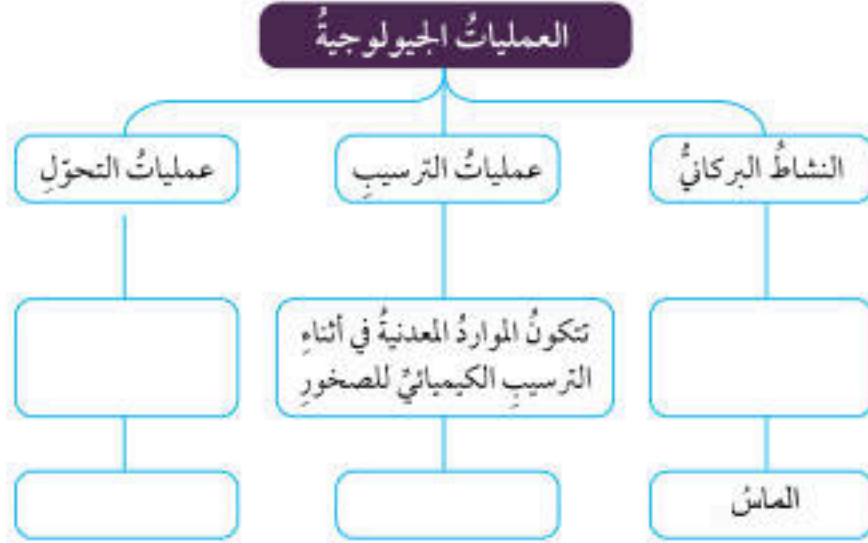 العملياتُ الجيولوجيةُ
النشاطُ البركانيُّ
عملياتُ الترسيبِ
عملياتُ التحوّلِ
تتكونُ المواردُ المعدنيةُ في أثناءِ
الترسيبِ الكيميائيِّ للصخورِ
الماسُ